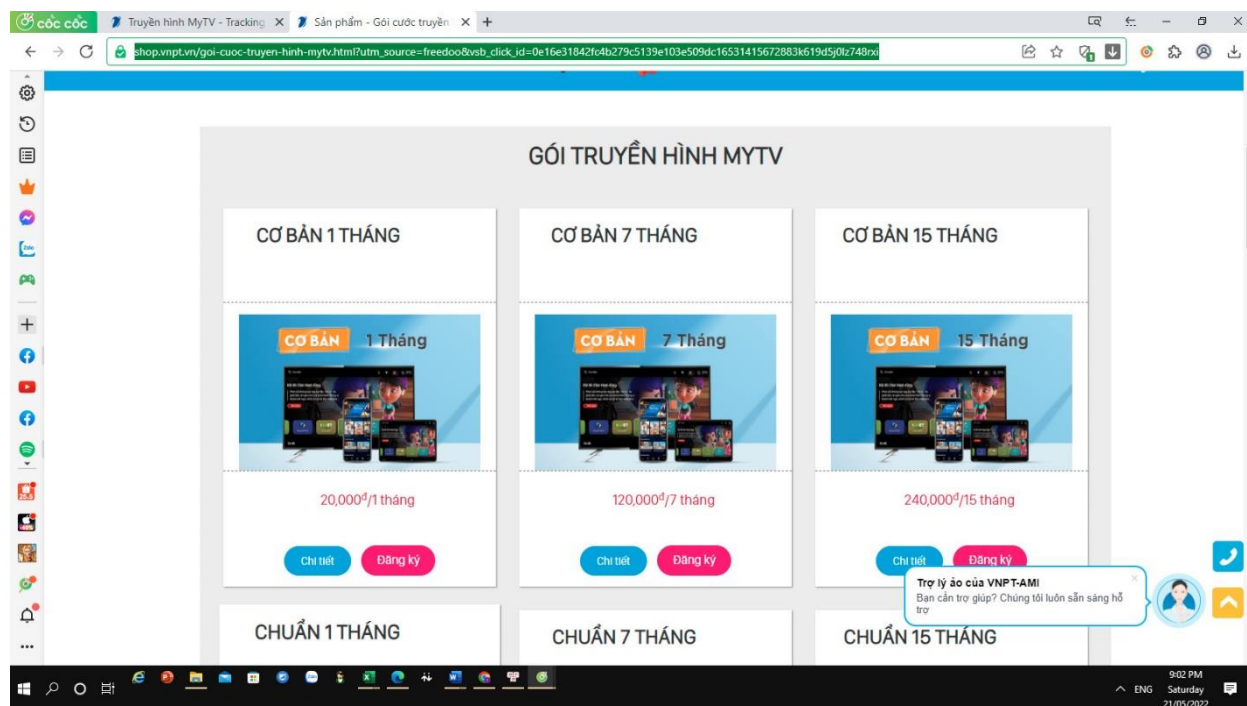 cốc cốc
Truyền hình MyTV - Tracking
Sản phẩm - Gói cước truyền
shop.vnpt.vn/goi-cuoc-truyen-hinh-mytv.html?utm_source=freedoo&vsb_click_id=0e16e31842fc4b279c5139e103e509dc16531415672883k619d5j0lz748rxi
GÓI TRUYỀN HÌNH MYTV
CƠ BẢN 1 THÁNG
CƠ BẢN 7 THÁNG
CƠ BẢN 15 THÁNG
CƠ BẢN 1 Tháng
CƠ BẢN 7 Tháng
CƠ BẢN 15 Tháng
20,000đ/1 tháng
120,000đ/7 tháng
240,000đ/15 tháng
Chi tiết Đăng ký
Chi tiết Đăng ký
Chi tiết Đăng ký
Trợ lý ảo của VNPT-AMI
Bạn cần trợ giúp? Chúng tôi luôn sẵn sàng hỗ
trợ
CHUẨN 1 THÁNG
CHUẨN 7 THÁNG
CHUẨN 15 THÁNG
ENG
9:02 PM
Saturday
21/05/2022